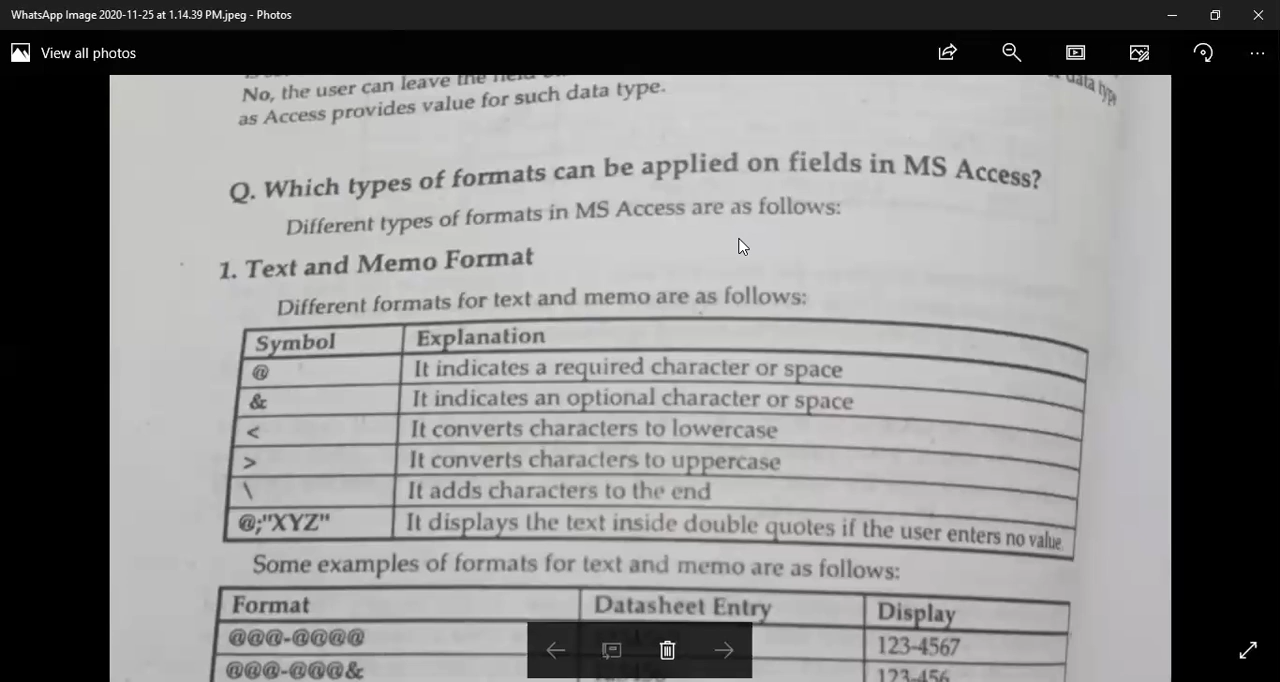 WhatsApp Image 2020-11-25 at 1.14.39 PM.jpeg - Photos
View all photos
No, the user can leave the field
data type
as Access provides value for such data type.
Q. Which types of formats can be applied on fields in MS Access?
Different types of formats in MS Access are as follows:
1. Text and Memo Format
Different formats for text and memo are as follows:
Symbol Explanation
@ It indicates a required character or space
& It indicates an optional character or space
< It converts characters to lowercase
> It converts characters to uppercase
\ It adds characters to the end
@;"XYZ" It displays the text inside double quotes if the user enters no value
Some examples of formats for text and memo are as follows:
Format Datasheet Entry Display
@@@-@@@@ 123-4567
@@@-@@@& 123-456